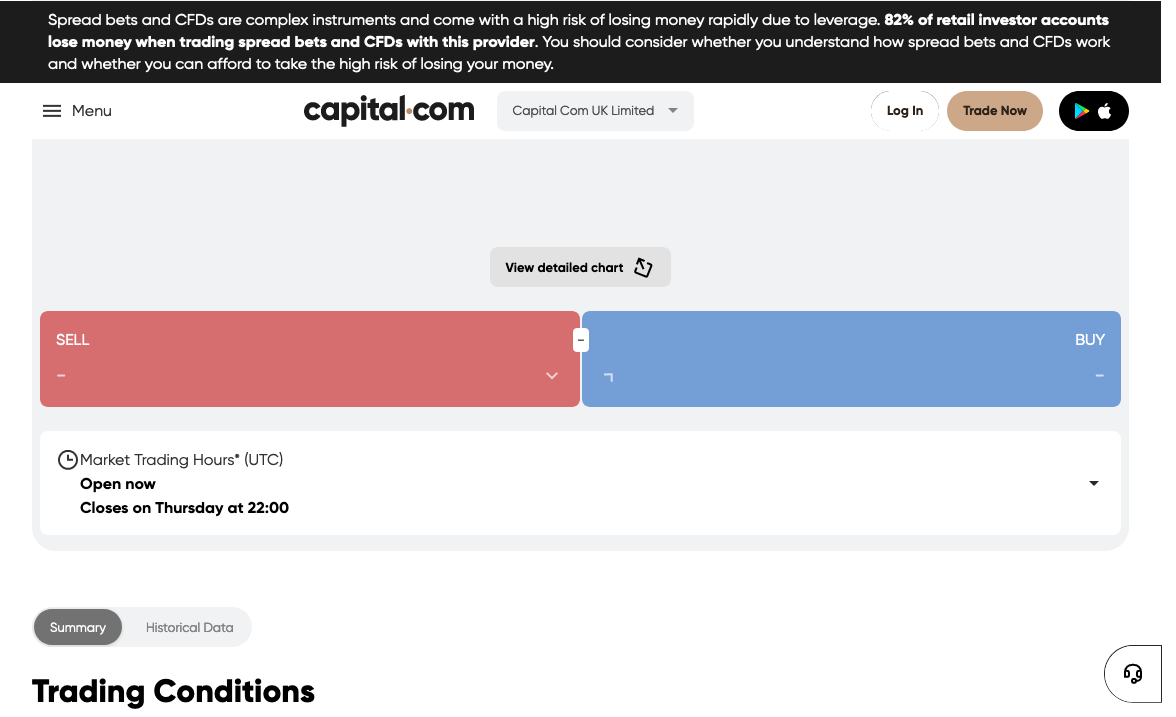 Spread bets and CFDs are complex instruments and come with a high risk of losing money rapidly due to leverage. 82% of retail investor accounts
lose money when trading spread bets and CFDs with this provider. You should consider whether you understand how spread bets and CFDs work
and whether you can afford to take the high risk of losing your money.
Menu
capital.com
Capital Com UK Limited
Log In
Trade Now
View detailed chart
SELL
-
BUY
-
-
Market Trading Hours* (UTC)
Open now
Closes on Thursday at 22:00
Summary
Historical Data
Trading Conditions